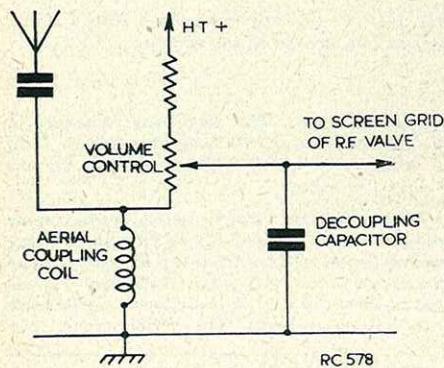 HT +
VOLUME
CONTROL
TO SCREEN GRID
OF R.F VALVE
AERIAL
COUPLING
COIL
DECOUPLING
CAPACITOR
RC 578